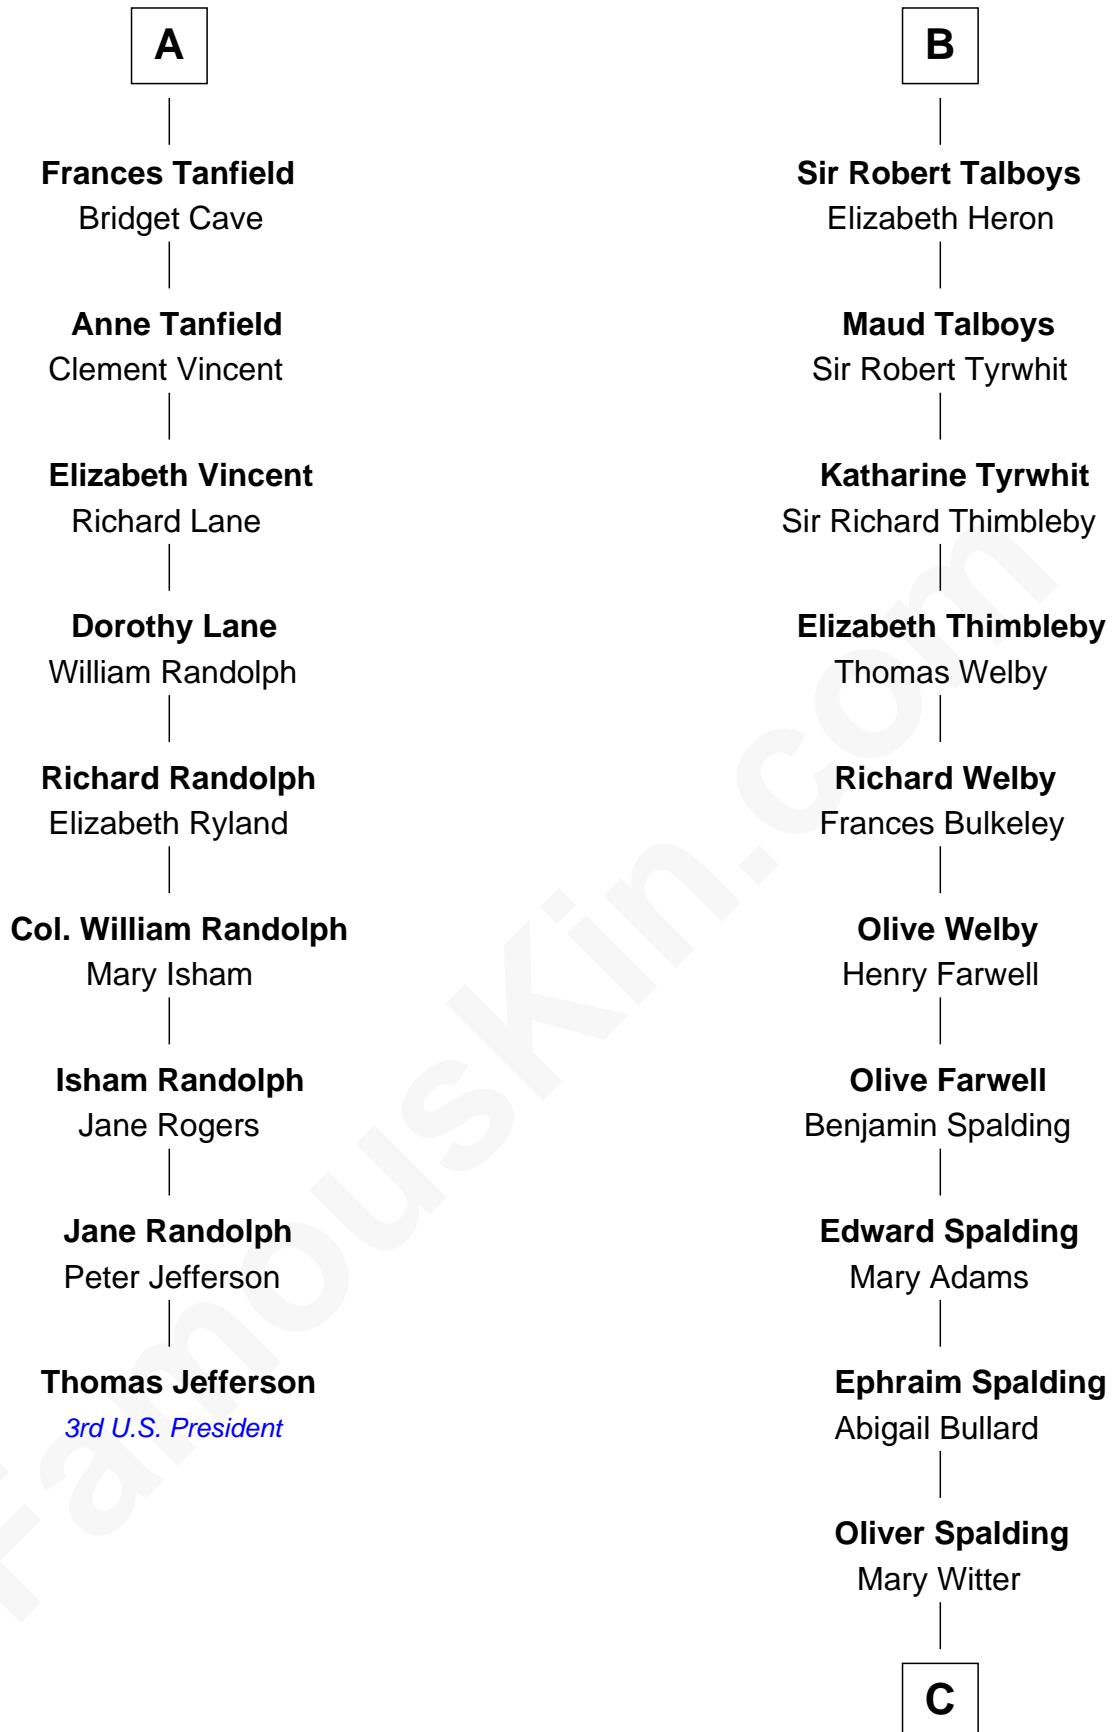 A
Frances Tanfield
Bridget Cave
Anne Tanfield
Clement Vincent
Elizabeth Vincent
Richard Lane
Dorothy Lane
William Randolph
Richard Randolph
Elizabeth Ryland
Col. William Randolph
Mary Isham
Isham Randolph
Jane Rogers
Jane Randolph
Peter Jefferson
Thomas Jefferson
3rd U.S. President
B
Sir Robert Talboys
Elizabeth Heron
Maud Talboys
Sir Robert Tyrwhit
Katharine Tyrwhit
Sir Richard Thimbleby
Elizabeth Thimbleby
Thomas Welby
Richard Welby
Frances Bulkeley
Olive Welby
Henry Farwell
Olive Farwell
Benjamin Spalding
Edward Spalding
Mary Adams
Ephraim Spalding
Abigail Bullard
Oliver Spalding
Mary Witter
C
FamousKin.com